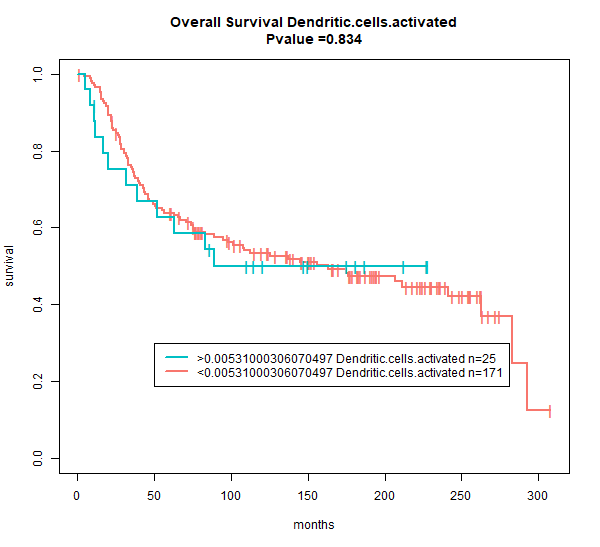 Overall Survival Dendritic.cells.activated
Pvalue =0.834
survival
1.0
0.8
0.6
0.4
0.2
0.0
>0.00531000306070497 Dendritic.cells.activated n=25
<0.00531000306070497 Dendritic.cells.activated n=171
0 50 100 150 200 250 300
months